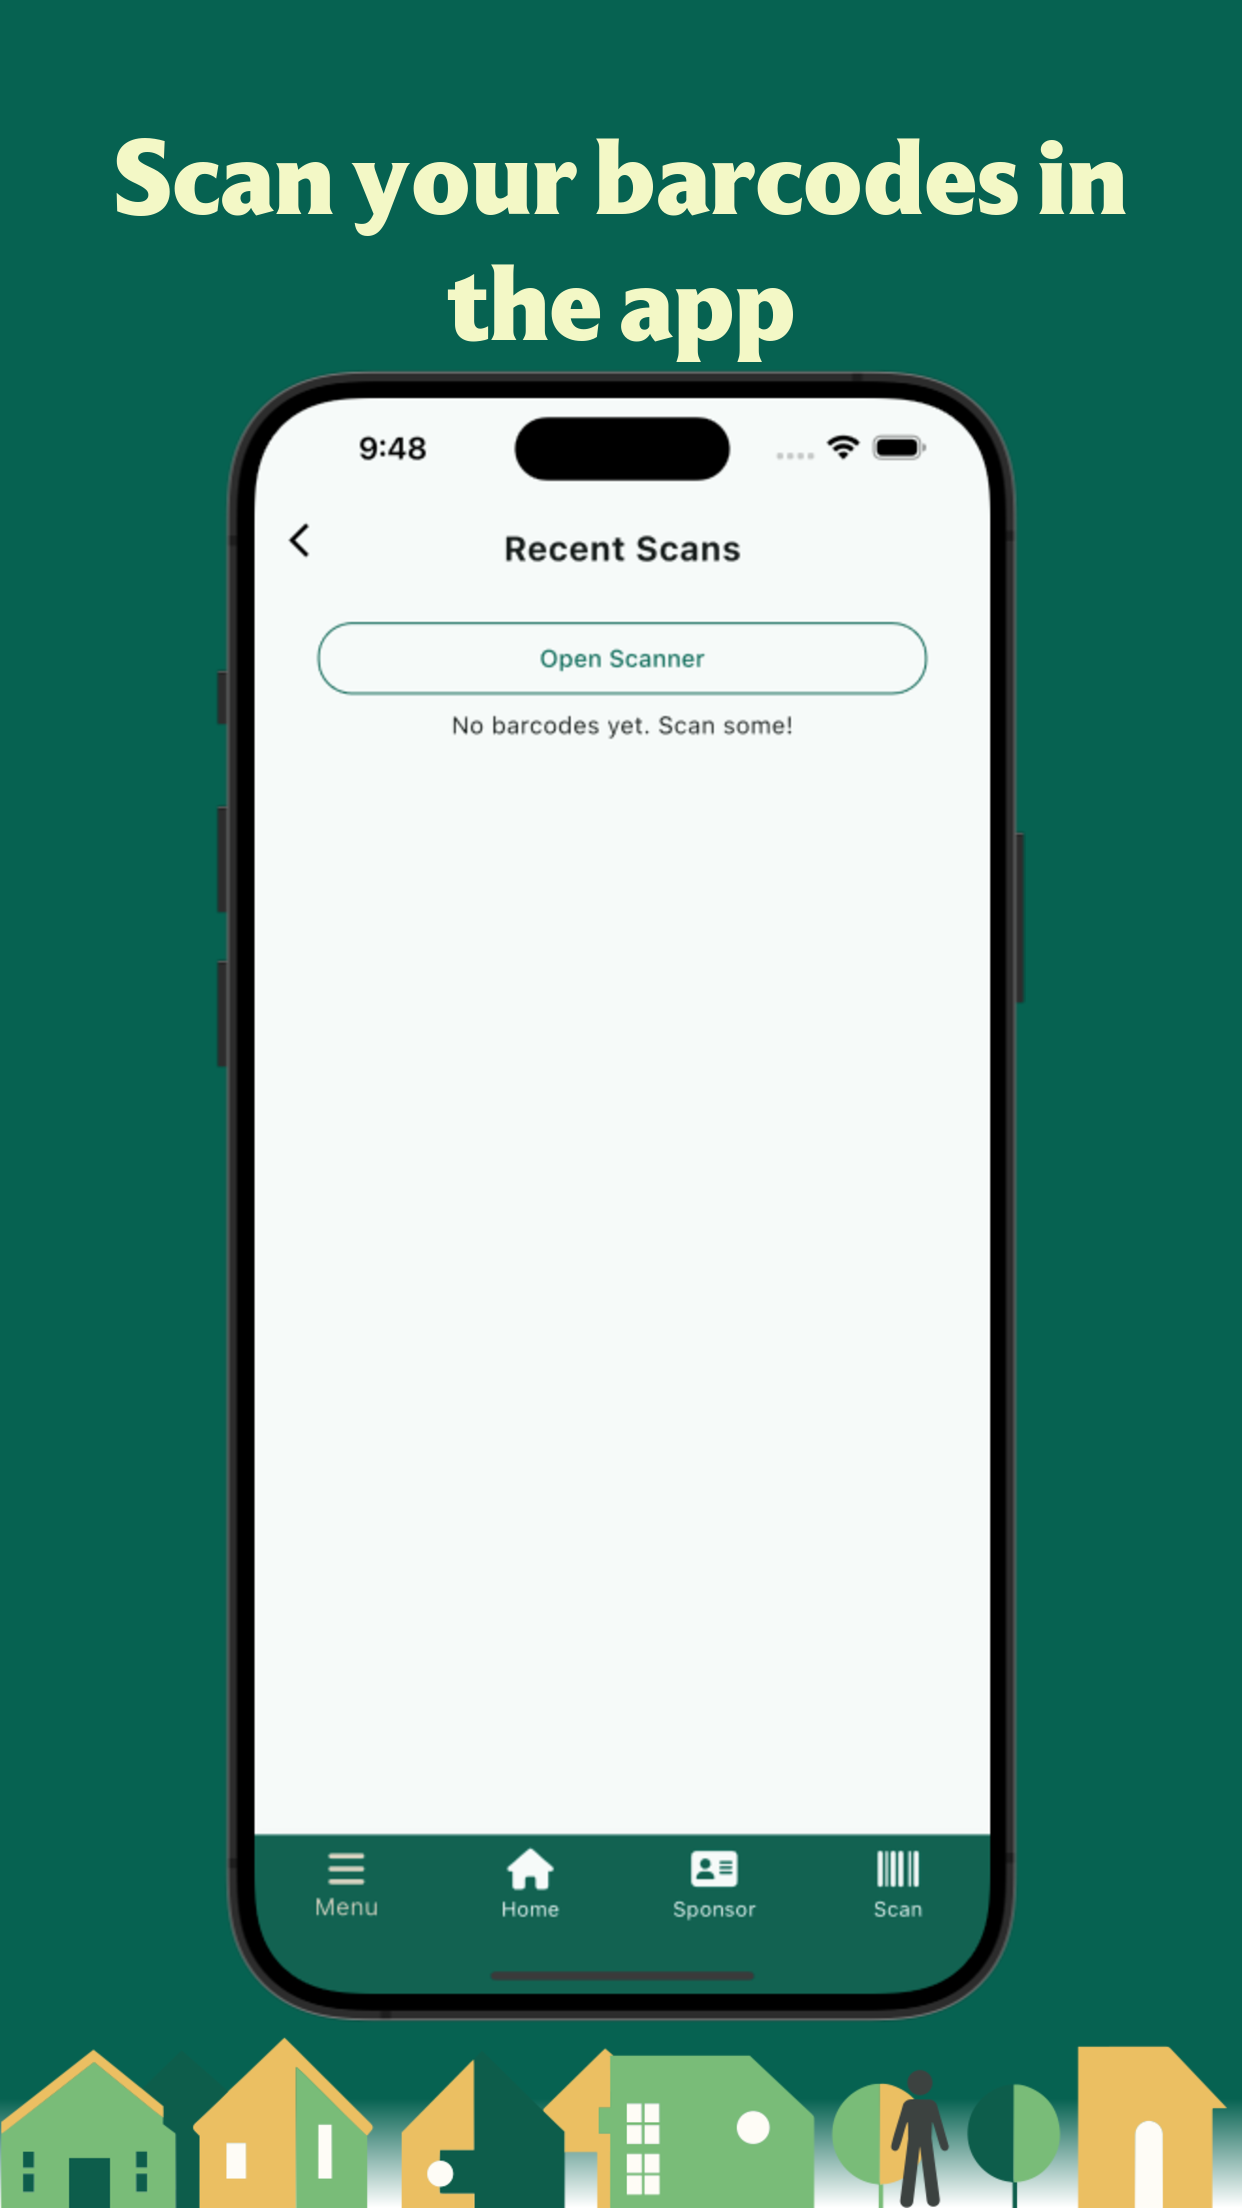 Scan your barcodes in
the app
9:48
Recent Scans
Open Scanner
No barcodes yet. Scan some!
Menu
Home
Sponsor
Scan